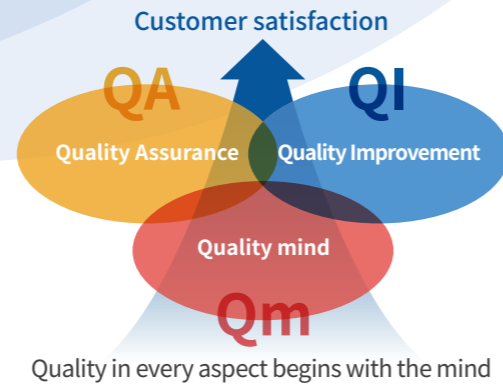 Customer satisfaction
QA
QI
Quality Assurance
Quality Improvement
Quality mind
Qm
Quality in every aspect begins with the mind